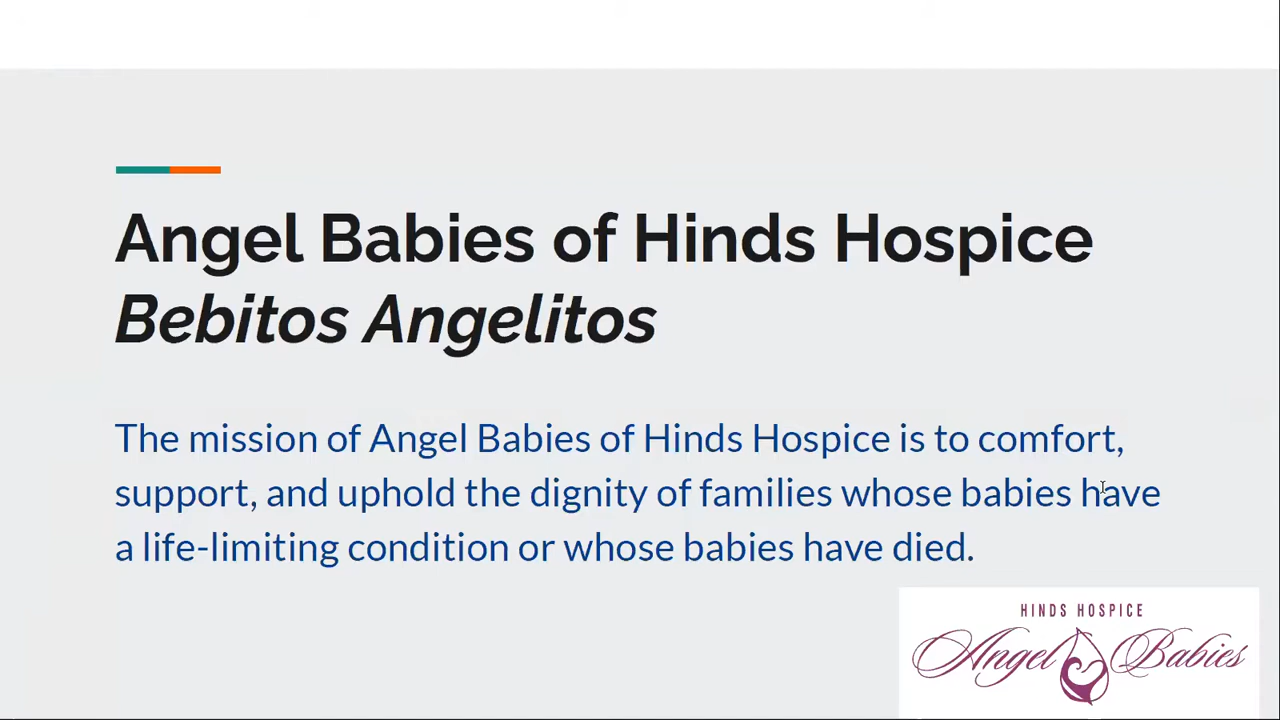 Angel Babies of Hinds Hospice
Bebitos Angelitos
The mission of Angel Babies of Hinds Hospice is to comfort,
support, and uphold the dignity of families whose babies have
a life-limiting condition or whose babies have died.
HINDS HOSPICE
Angel Babies